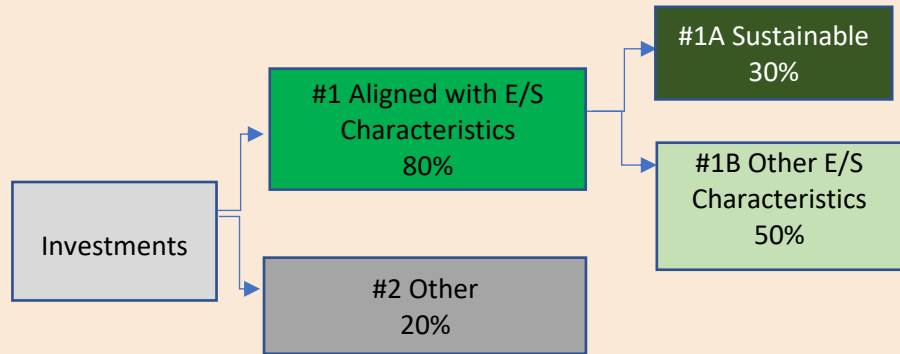 Investments
#1 Aligned with E/S
Characteristics
80%
#2 Other
20%
#1A Sustainable
30%
#1B Other E/S
Characteristics
50%